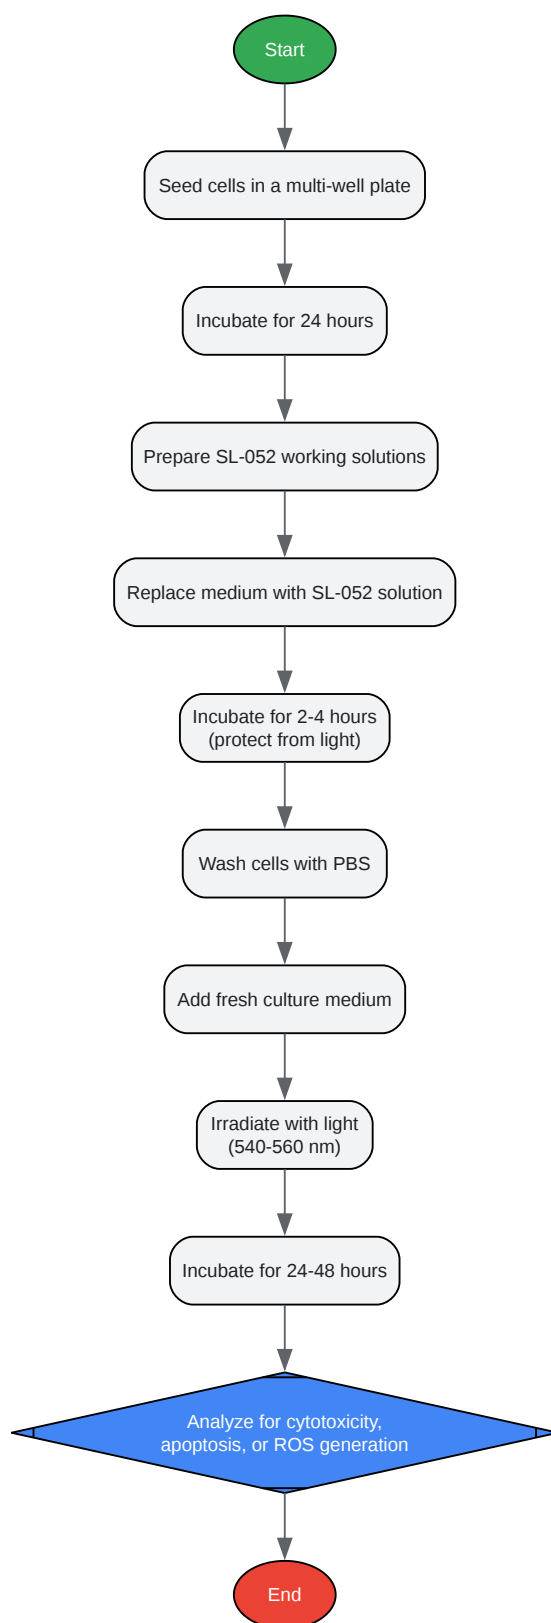 Start
Seed cells in a multi-well plate
Incubate for 24 hours
Prepare SL-052 working solutions
Replace medium with SL-052 solution
Incubate for 2-4 hours
(protect from light)
Wash cells with PBS
Add fresh culture medium
Irradiate with light
(540-560 nm)
Incubate for 24-48 hours
Analyze for cytotoxicity,
apoptosis, or ROS generation
End